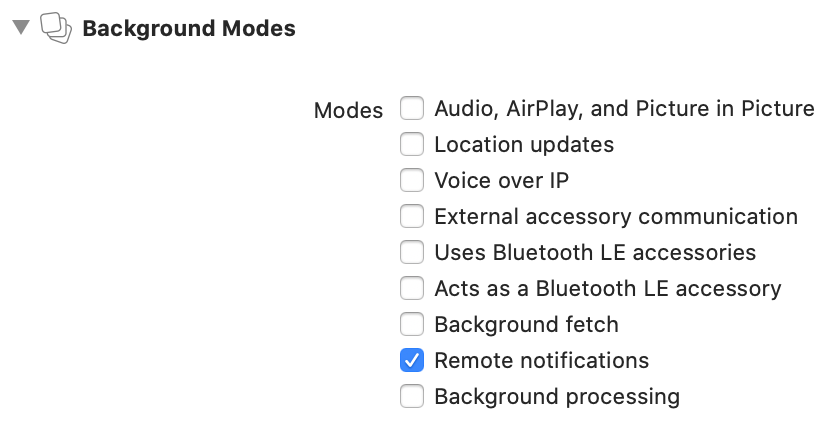 Background Modes
Modes Audio, AirPlay, and Picture in Picture
Location updates
Voice over IP
External accessory communication
Uses Bluetooth LE accessories
Acts as a Bluetooth LE accessory
Background fetch
Remote notifications
Background processing